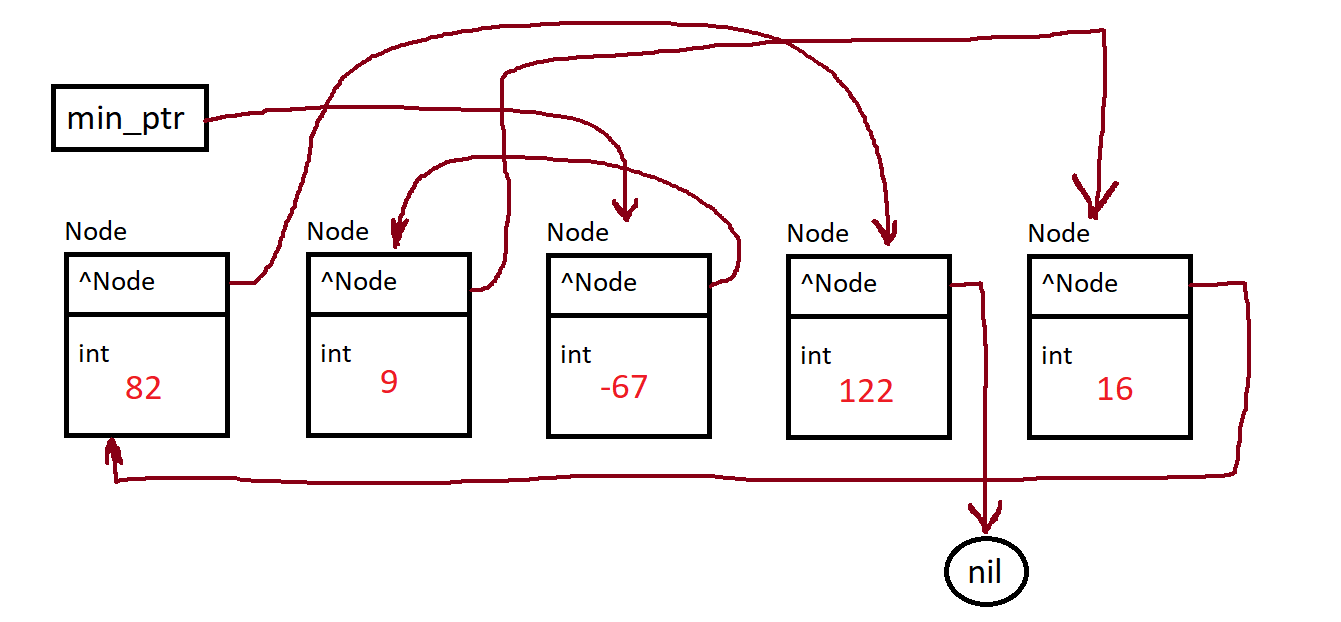 min_ptr
Node
^Node
int
82
Node
^Node
int
9
Node
^Node
int
-67
Node
^Node
int
122
Node
^Node
int
16
nil